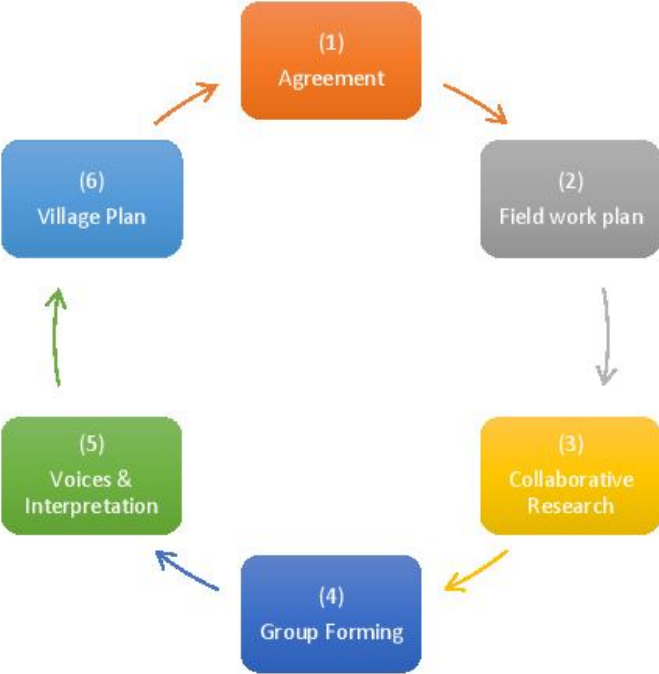 (1)
Agreement
(2)
Field work plan
(3)
Collaborative
Research
(4)
Group Forming
(5)
Voices &
Interpretation
(6)
Village Plan